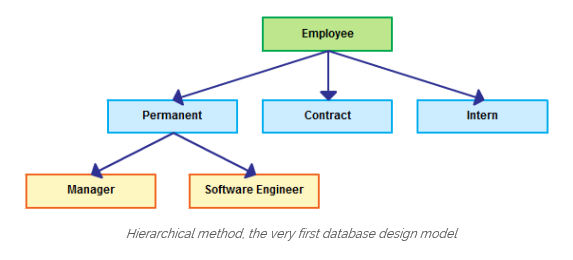 Employee
Permanent
Contract
Intern
Manager
Software Engineer
Hierarchical method, the very first database design model